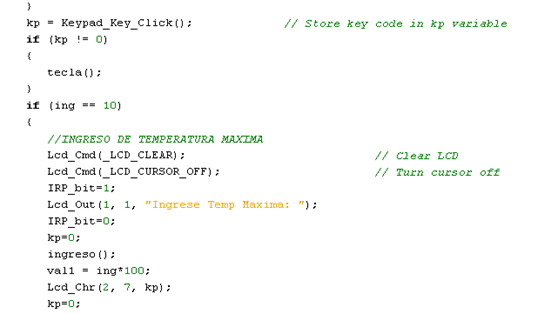 }
kp = Keypad_Key_Click(); // Store key code in kp variable
if (kp != 0)
{
tecla();
}
if (ing == 10)
{
//INGRESO DE TEMPERATURA MAXIMA
Lcd_Cmd(_LCD_CLEAR); // Clear LCD
Lcd_Cmd(_LCD_CURSOR_OFF); // Turn cursor off
IRP_bit=1;
Lcd_Out(1, 1, "Ingrese Temp Maxima: ");
IRP_bit=0;
kp=0;
ingreso();
val1 = ing*100;
Lcd_Chr(2, 7, kp);
kp=0;